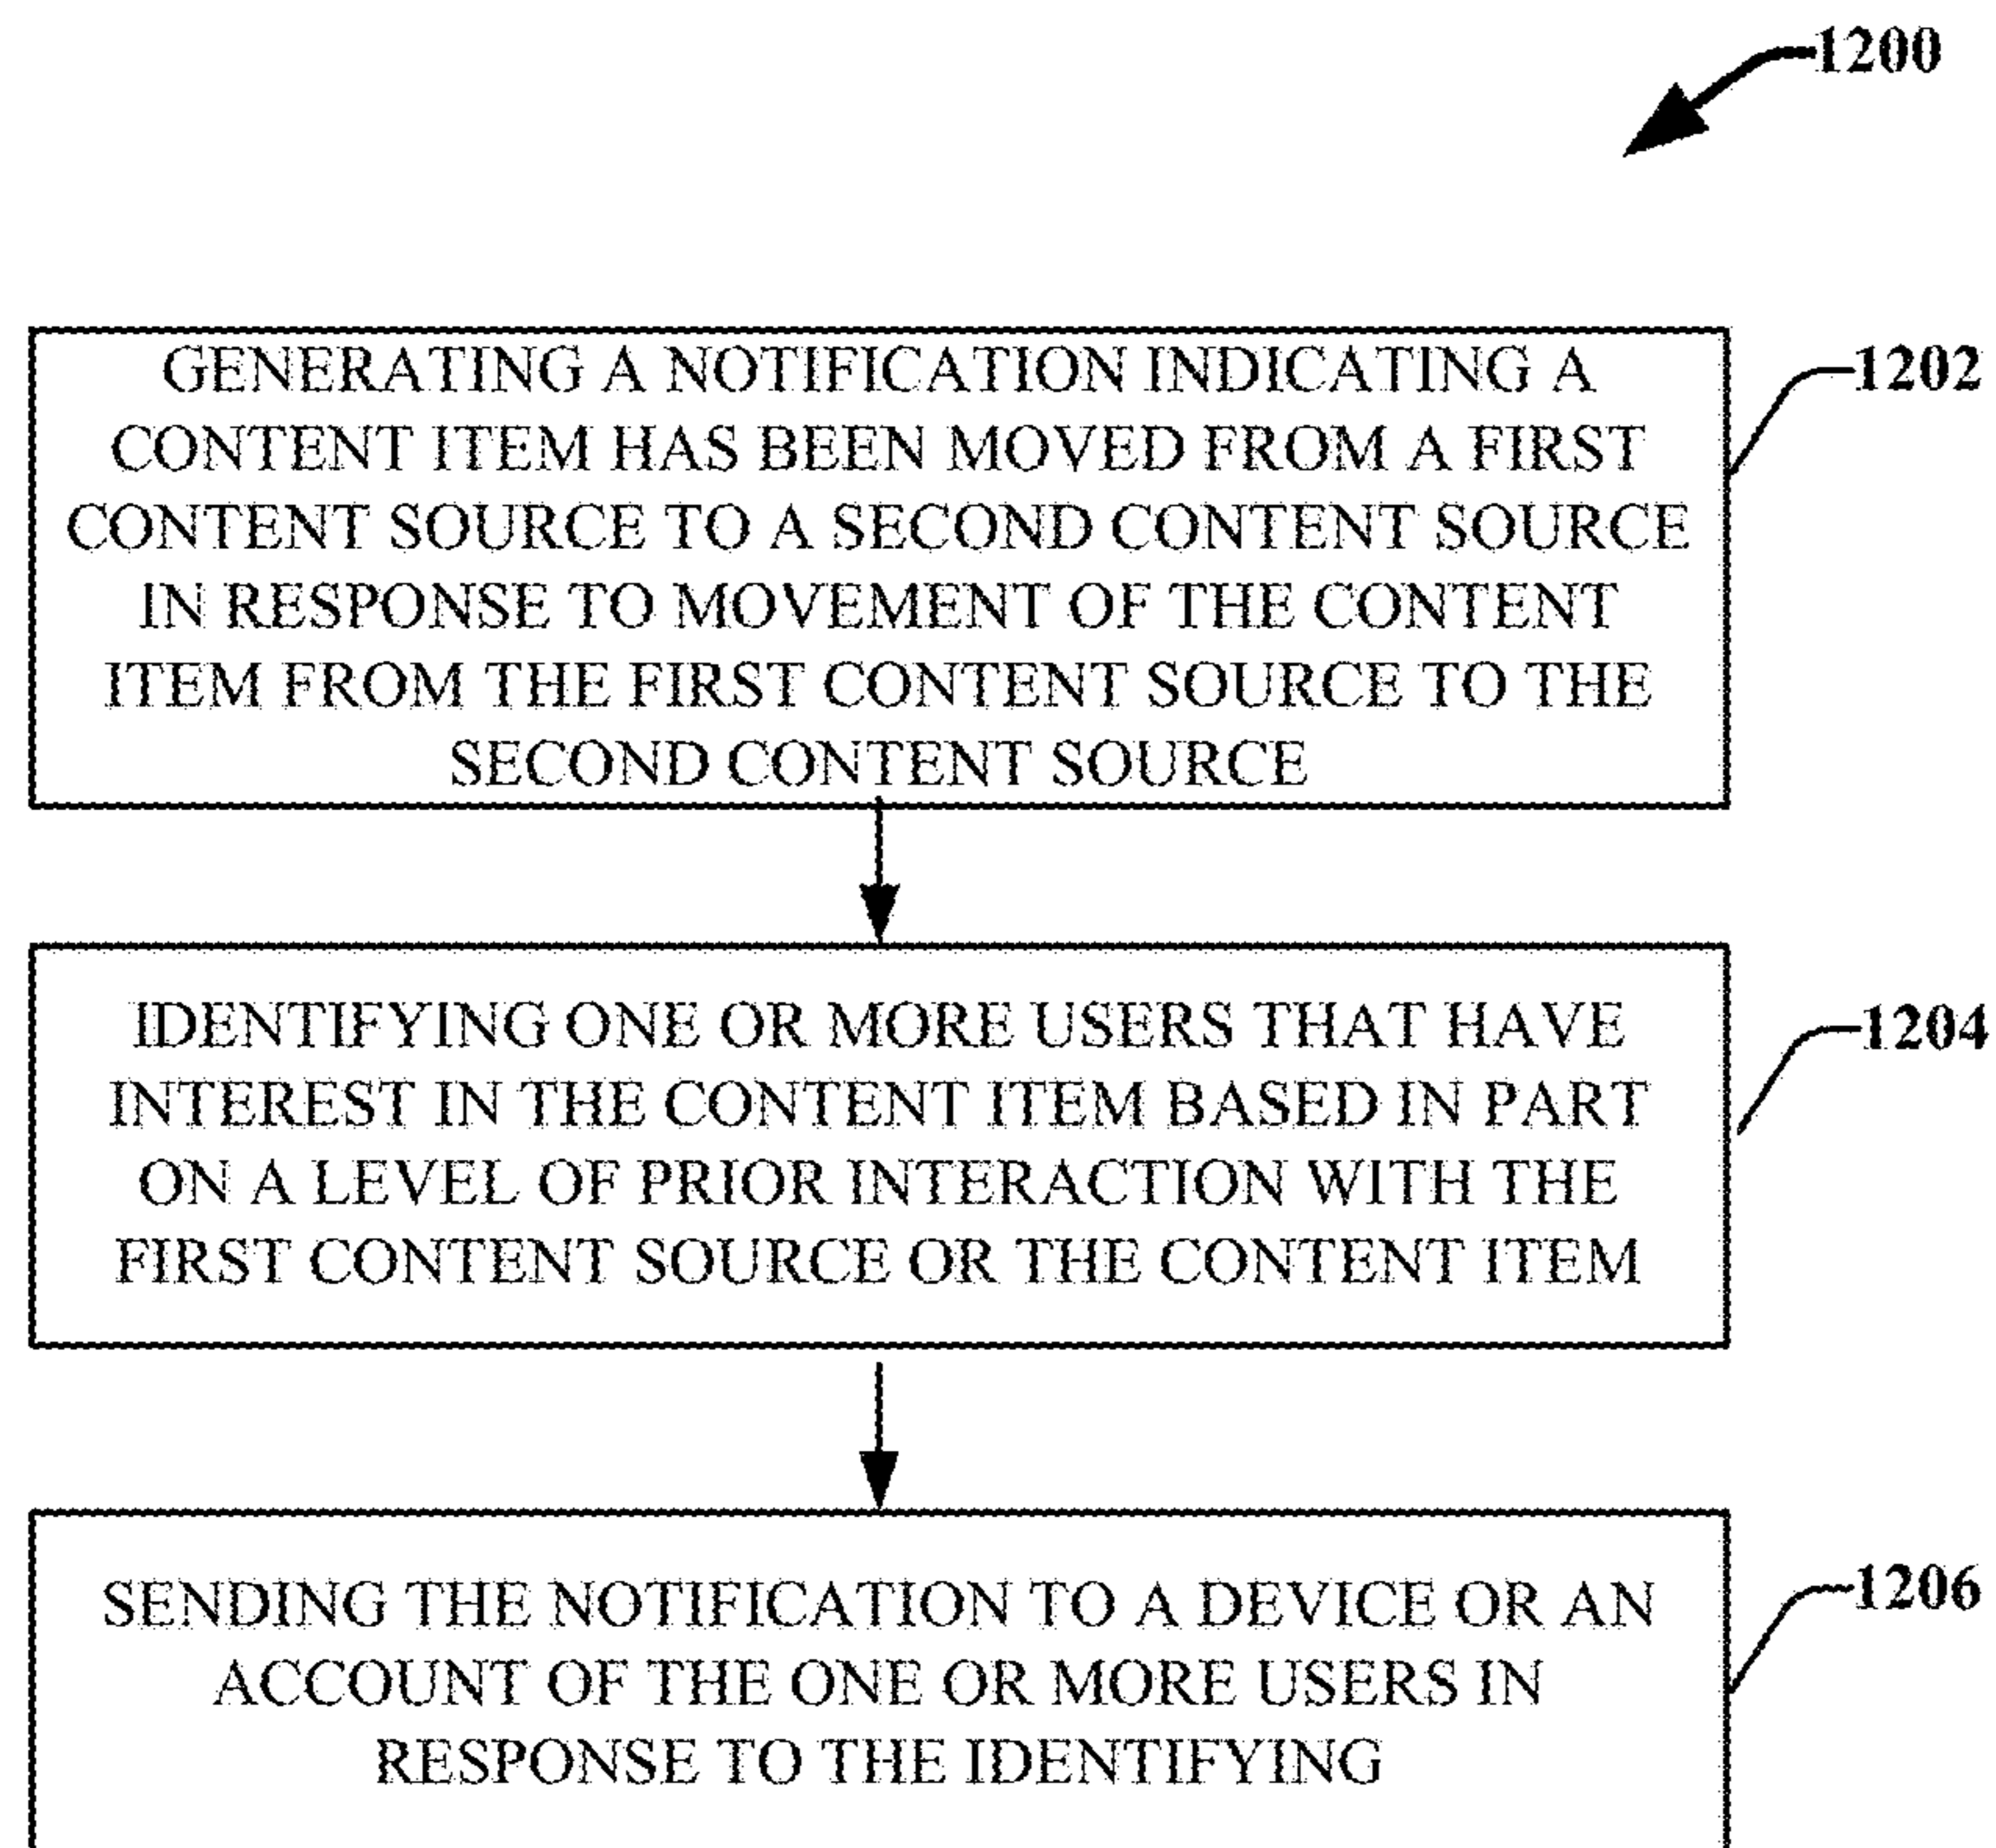 1200
GENERATING A NOTIFICATION INDICATING A
CONTENT ITEM HAS BEEN MOVED FROM A FIRST
CONTENT SOURCE TO A SECOND CONTENT SOURCE
IN RESPONSE TO MOVEMENT OF THE CONTENT
ITEM FROM THE FIRST CONTENT SOURCE TO THE
SECOND CONTENT SOURCE
1202
IDENTIFYING ONE OR MORE USERS THAT HAVE
INTEREST IN THE CONTENT ITEM BASED IN PART
ON A LEVEL OF PRIOR INTERACTION WITH THE
FIRST CONTENT SOURCE OR THE CONTENT ITEM
1204
SENDING THE NOTIFICATION TO A DEVICE OR AN
ACCOUNT OF THE ONE OR MORE USERS IN
RESPONSE TO THE IDENTIFYING
1206